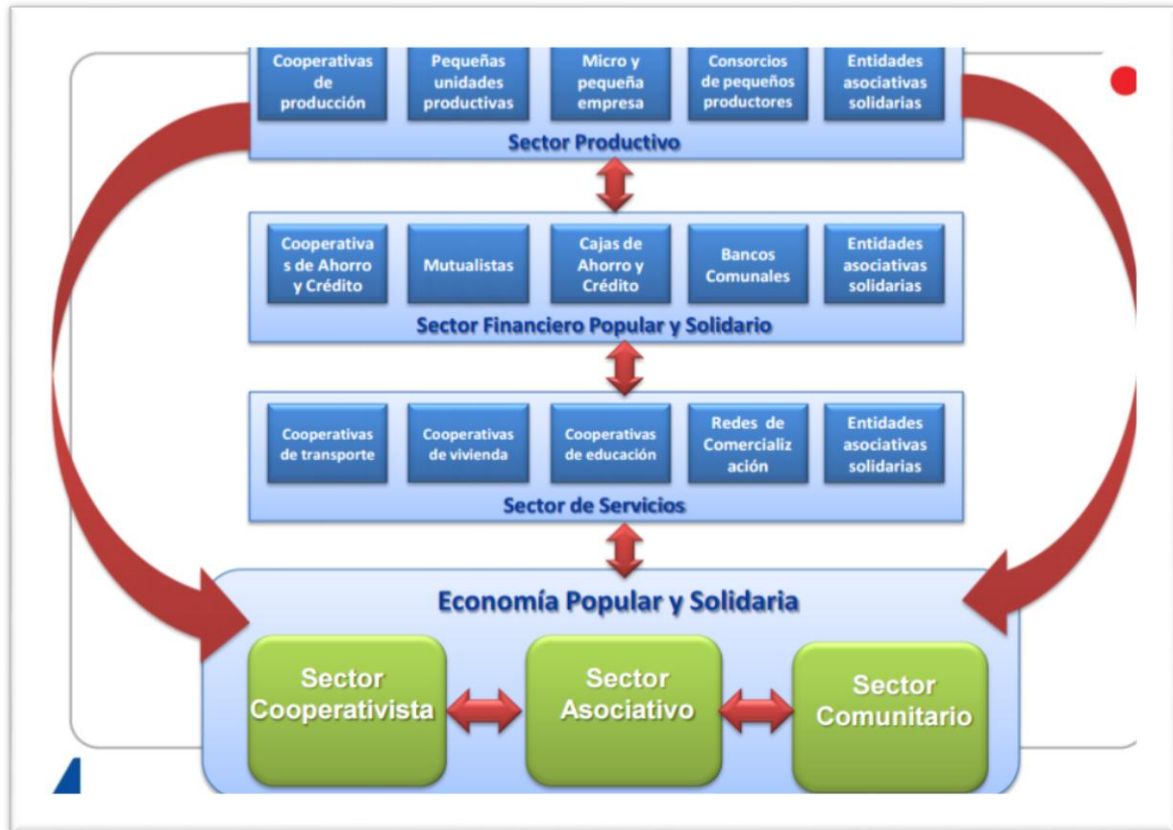 Cooperativas
de
producción
Pequeñas
unidades
productivas
Micro y
pequeña
empresa
Consorcios
de pequeños
productores
Entidades
asociativas
solidarias
Sector Productivo
Cooperativa
s de Ahorro
y Crédito
Mutualistas
Cajas de
Ahorro y
Crédito
Bancos
Comunales
Entidades
asociativas
solidarias
Sector Financiero Popular y Solidario
Cooperativas
de transporte
Cooperativas
de vivienda
Cooperativas
de educación
Redes de
Comercializ
ación
Entidades
asociativas
solidarias
Sector de Servicios
Economía Popular y Solidaria
Sector
Cooperativista
Sector
Asociativo
Sector
Comunitario